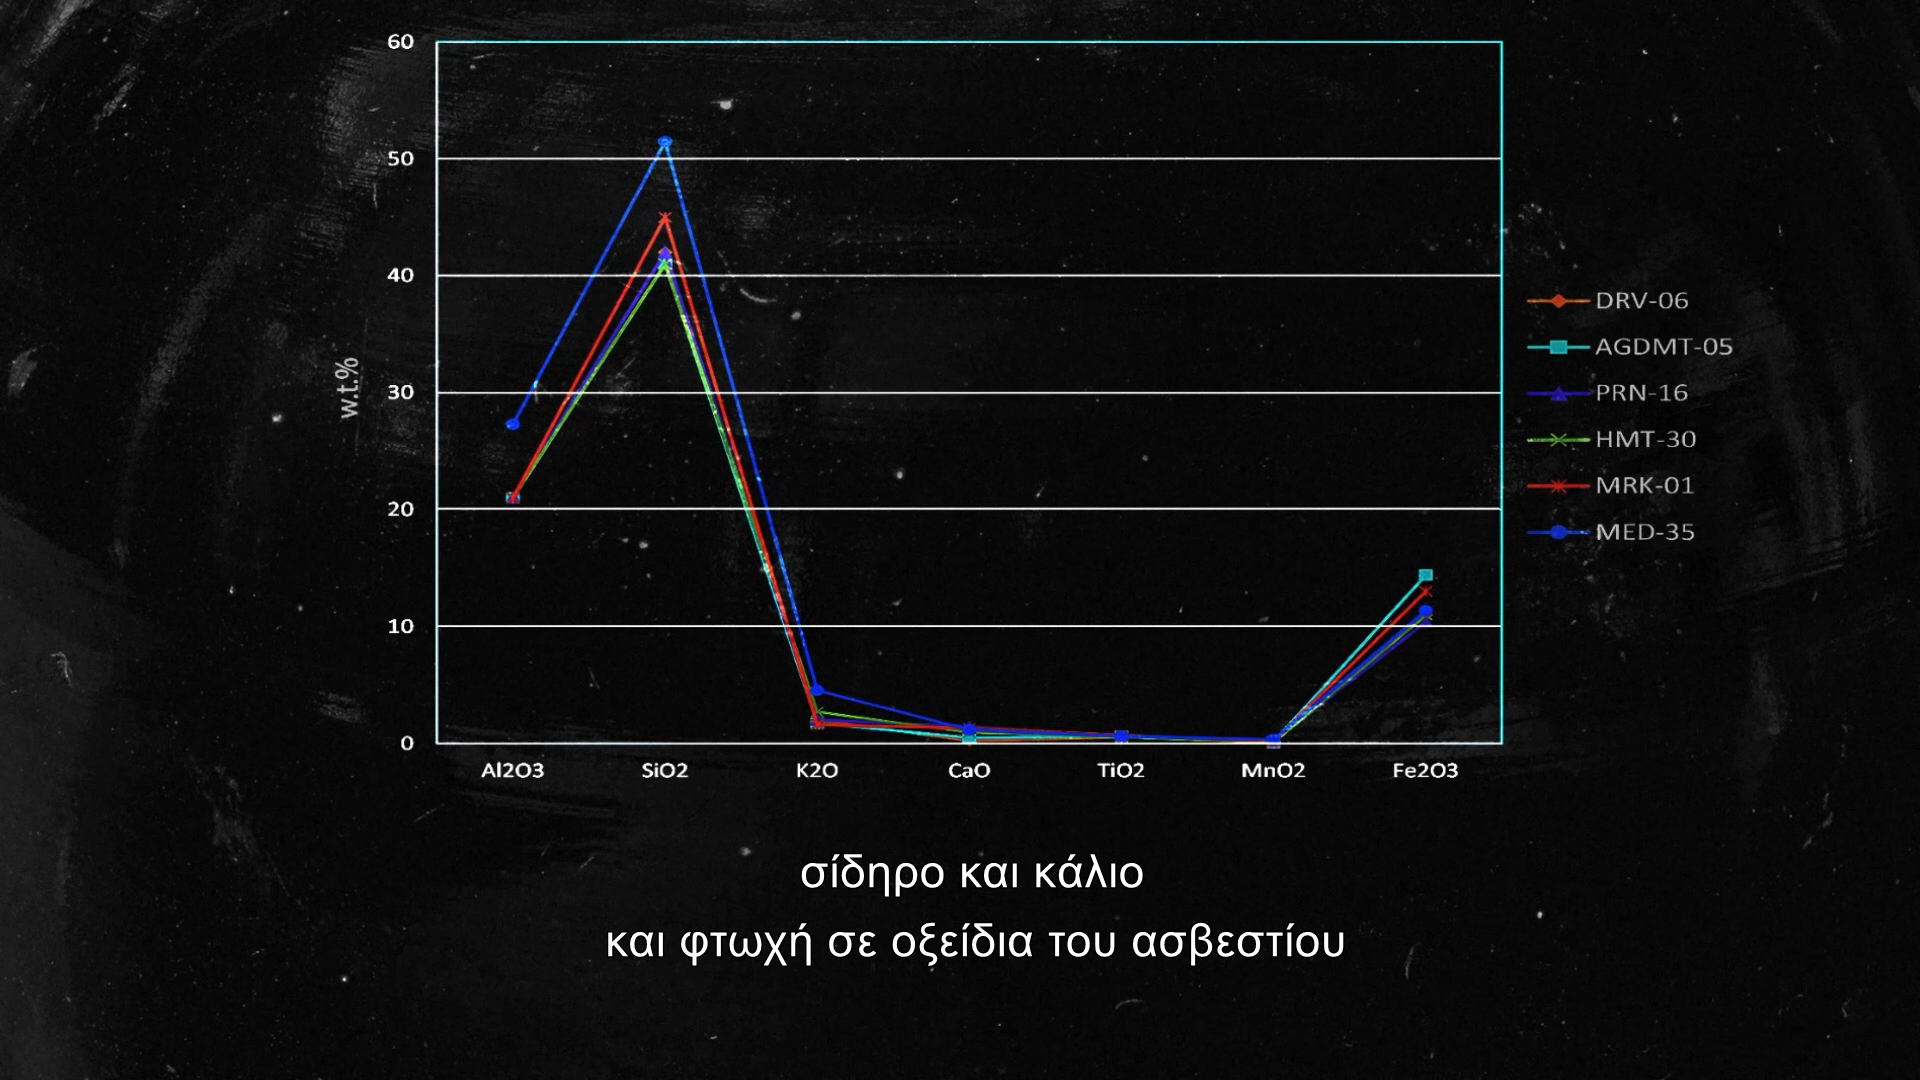 60
50
40
30
20
10
0
w.t.%
Al2O3 SiO2 K2O CaO TiO2 MnO2 Fe2O3
DRV-06
AGDMT-05
PRN-16
HMT-30
MRK-01
MED-35
σίδηρο και κάλιο
και φτωχή σε οξείδια του ασβεστίου